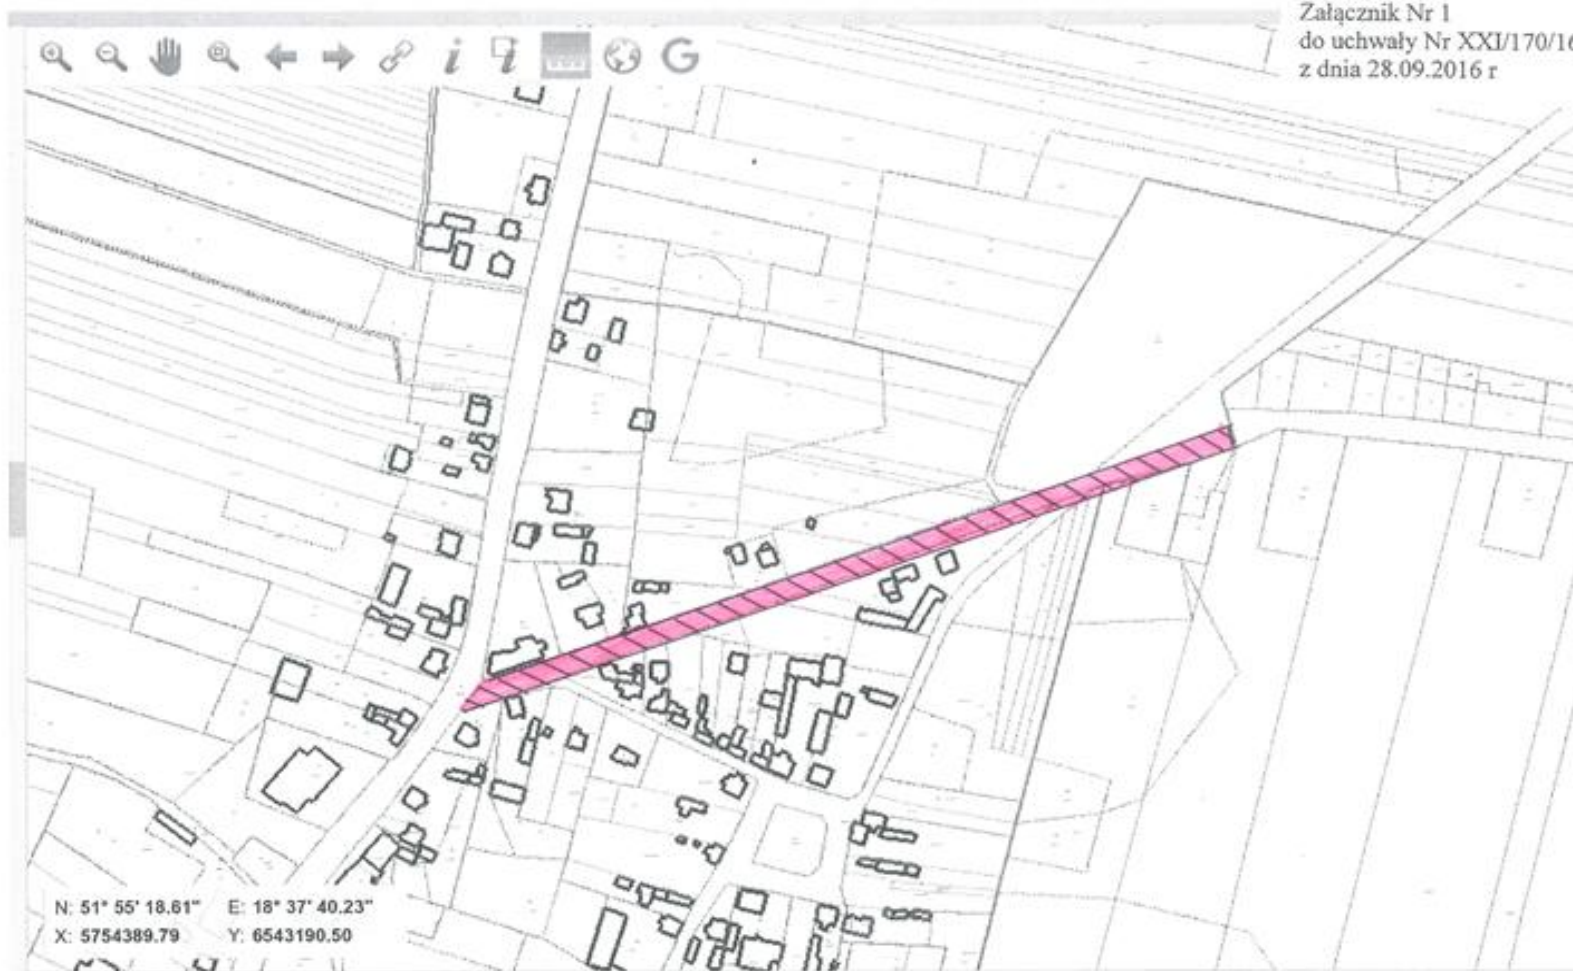 Załącznik Nr 1
do uchwały Nr XXI/170/16
z dnia 28.09.2016 r
i i G
N: 51° 55' 18.61" E: 18° 37' 40.23"
X: 5754389.79 Y: 6543190.50